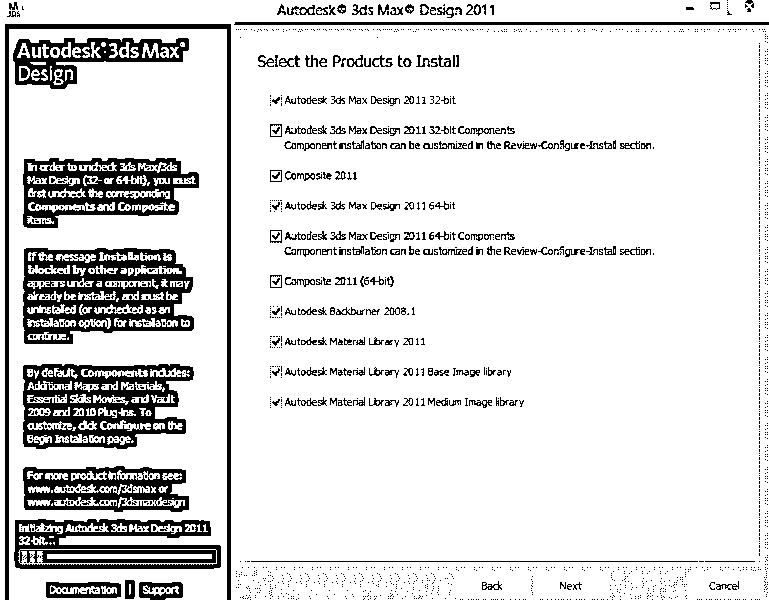 Autodesk® 3ds Max® Design 2011
Autodesk® 3ds Max®
Design
In order to uncheck 3ds Max/3ds
Max Design (32- or 64-bit), you must
first uncheck the corresponding
Components and Composite
items.
If the message Installation is
blocked by other application.
appears under a component, it may
already be installed, and must be
uninstalled (or unchecked as an
installation option) for installation to
continue.
By default, Components includes:
Additional Maps and Materials,
Essential Skills Movies, and Vault
2009 and 2010 Plug-ins. To
customize, click Configure on the
Begin Installation page.
For more product information see:
www.autodesk.com/3dsmax or
www.autodesk.com/3dsmaxdesign
Initializing Autodesk 3ds Max Design 2011
32-bit...
Documentation | Support
Select the Products to Install
Autodesk 3ds Max Design 2011 32-bit
Autodesk 3ds Max Design 2011 32-bit Components
Component installation can be customized in the Review-Configure-Install section.
Composite 2011
Autodesk 3ds Max Design 2011 64-bit
Autodesk 3ds Max Design 2011 64-bit Components
Component installation can be customized in the Review-Configure-Install section.
Composite 2011 (64-bit)
Autodesk Backburner 2008.1
Autodesk Material Library 2011
Autodesk Material Library 2011 Base Image library
Autodesk Material Library 2011 Medium Image library
Back
Next
Cancel